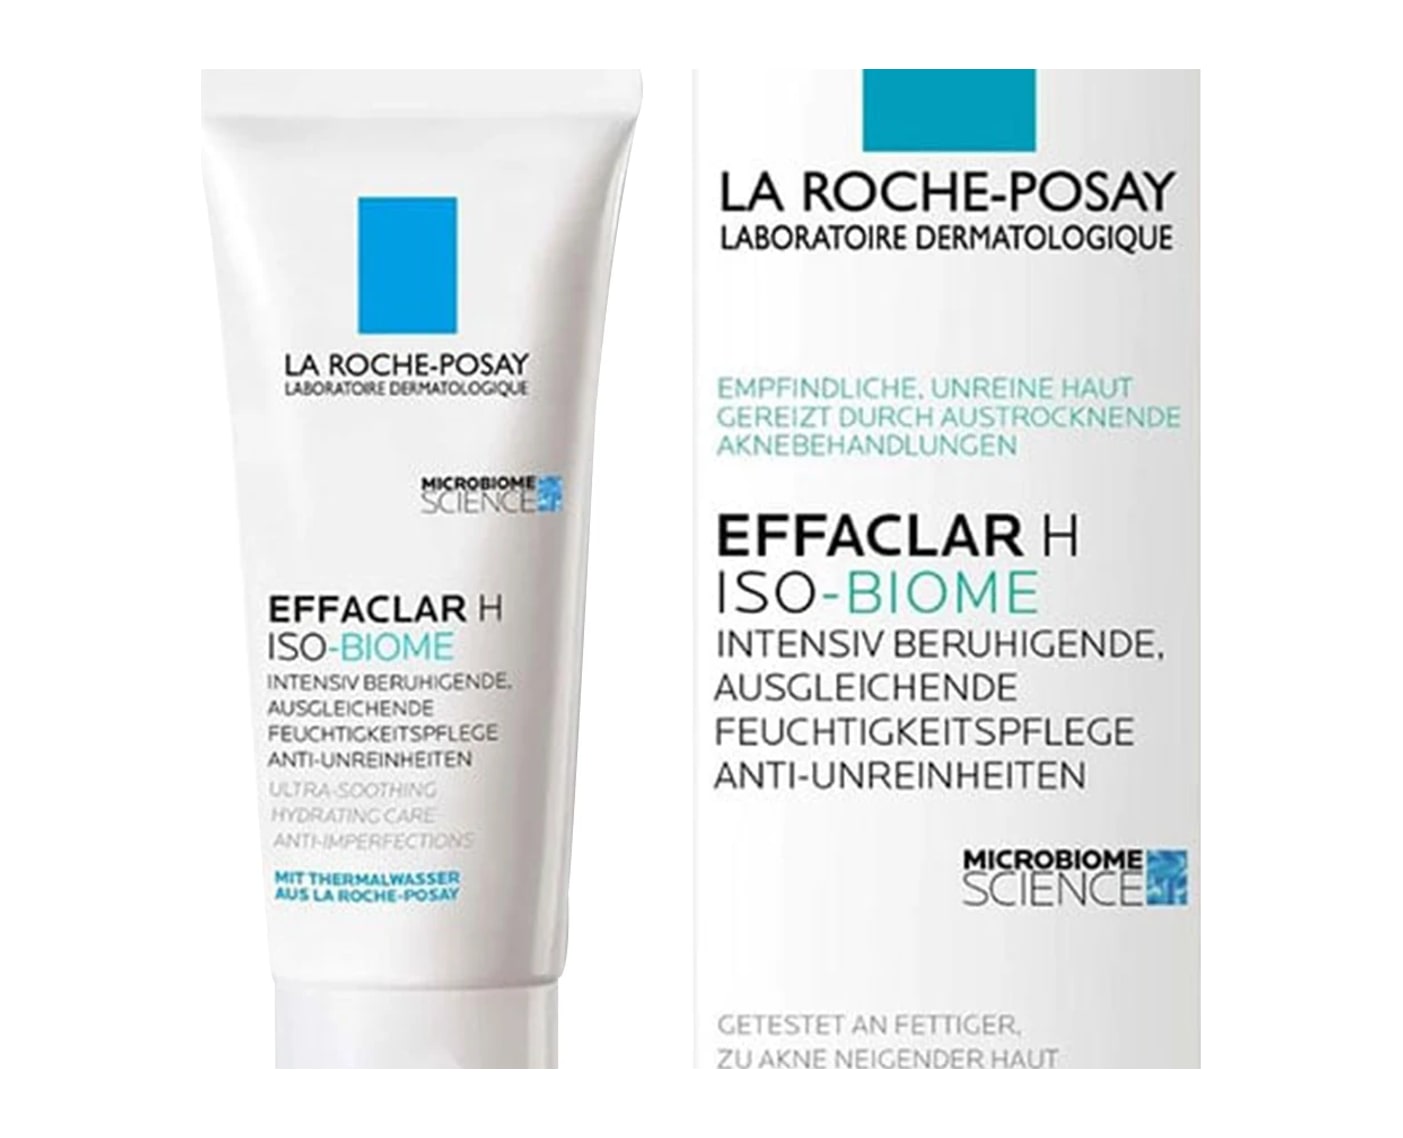 LA ROCHE-POSAY
LABORATOIRE DERMATOLOGIQUE
MICROBIOME
SCIENCE
EFFACLAR H
ISO-BIOME
INTENSIV BERUHIGENDE,
AUSGLEICHENDE
FEUCHTIGKEITSPFLEGE
ANTI-UNREINHEITEN
ULTRA-SOOTHING
HYDRATING CARE
ANTI-IMPERFECTIONS
MIT THERMALWASSER
AUS LA ROCHE-POSAY
LA ROCHE-POSAY
LABORATOIRE DERMATOLOGIQUE
EMPFINDLICHE, UNREINE HAUT
GEREIZT DURCH AUSTROCKNENDE
AKNEBEHANDLUNGEN
EFFACLAR H
ISO-BIOME
INTENSIV BERUHIGENDE,
AUSGLEICHENDE
FEUCHTIGKEITSPFLEGE
ANTI-UNREINHEITEN
MICROBIOME
SCIENCE
GETESTET AN FETTIGER,
ZU AKNE NEIGENDER HAUT